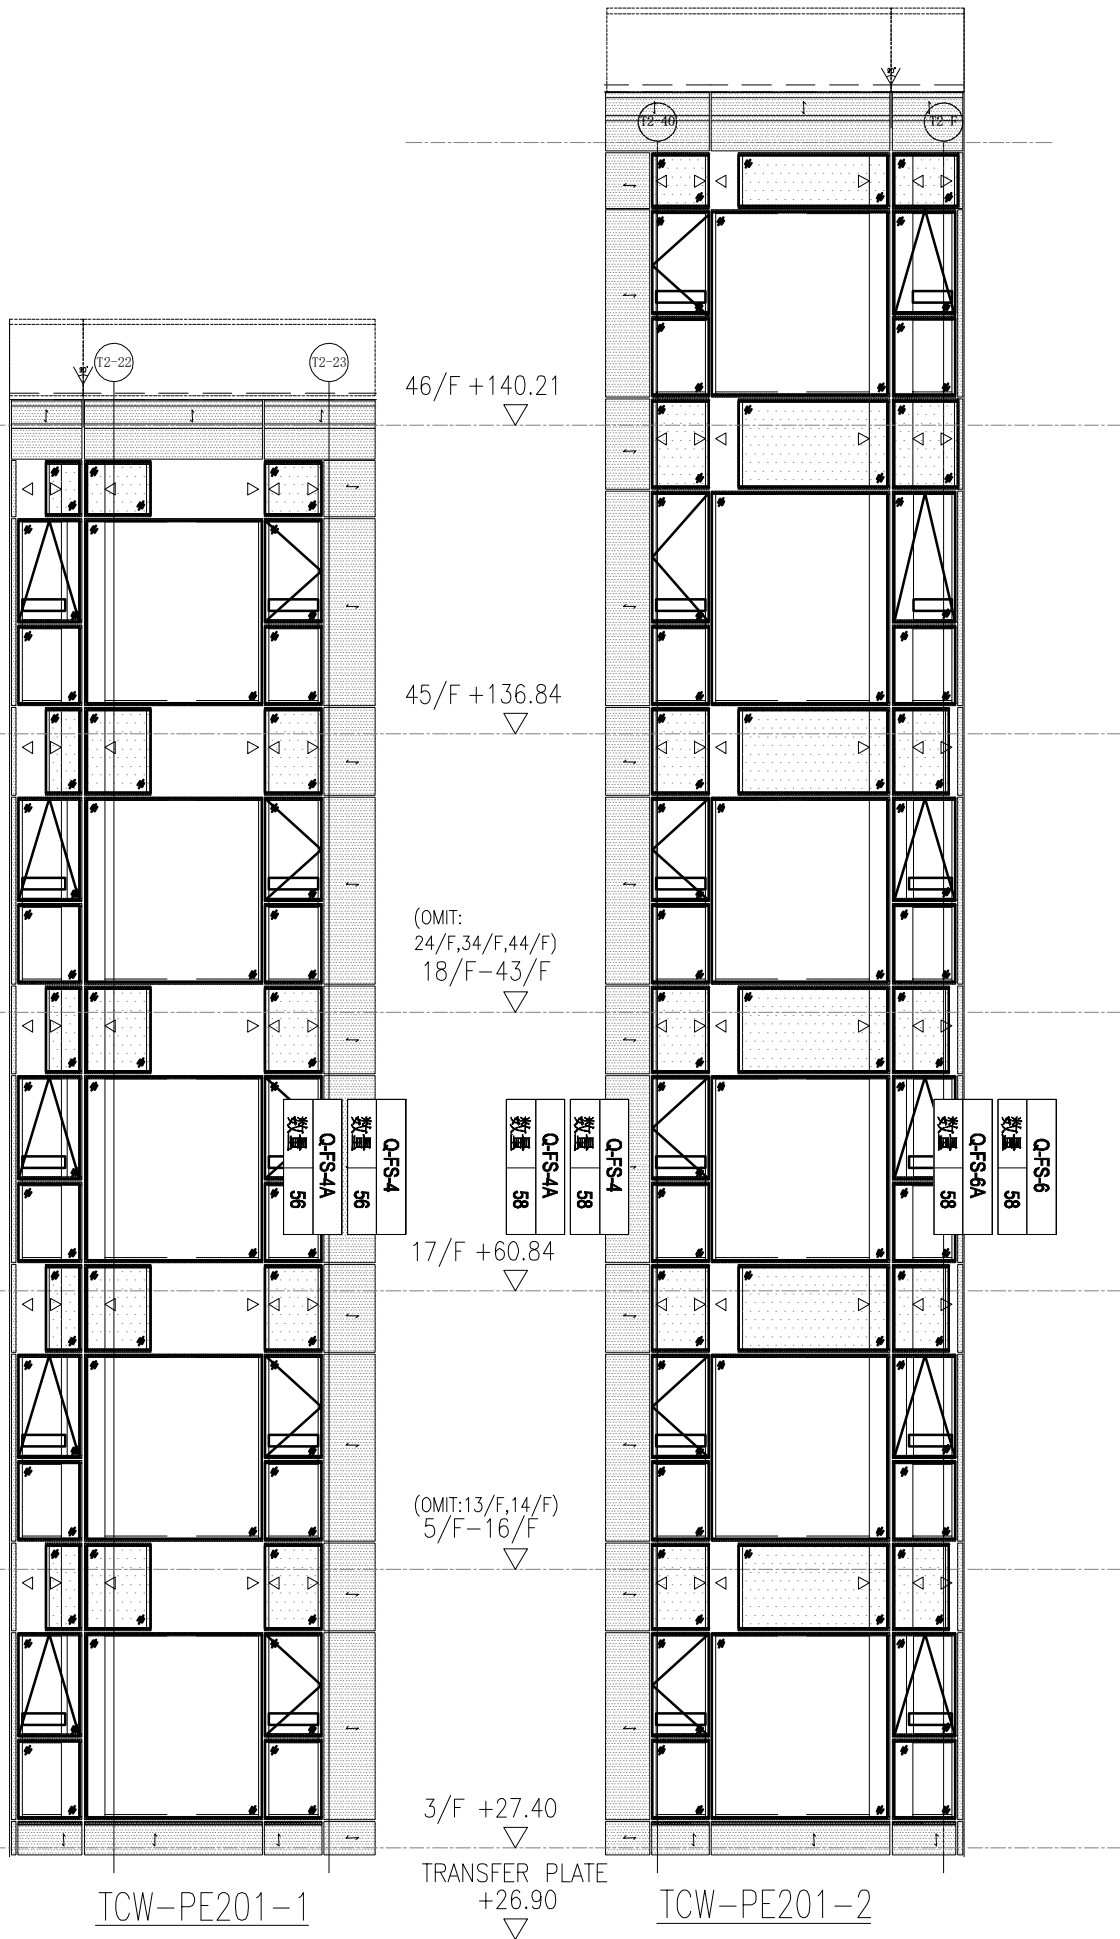 90°
T2-40
T2-F
90°
T2-22
T2-23
46/F +140.21
45/F +136.84
(OMIT:
24/F,34/F,44/F)
18/F-43/F
Q-FS-4
数量 56
Q-FS-4A
数量 56
Q-FS-4
数量 58
Q-FS-4A
数量 58
Q-FS-6
数量 58
Q-FS-6A
数量 58
17/F +60.84
(OMIT:13/F,14/F)
5/F-16/F
3/F +27.40
TRANSFER PLATE
+26.90
TCW-PE201-1
TCW-PE201-2